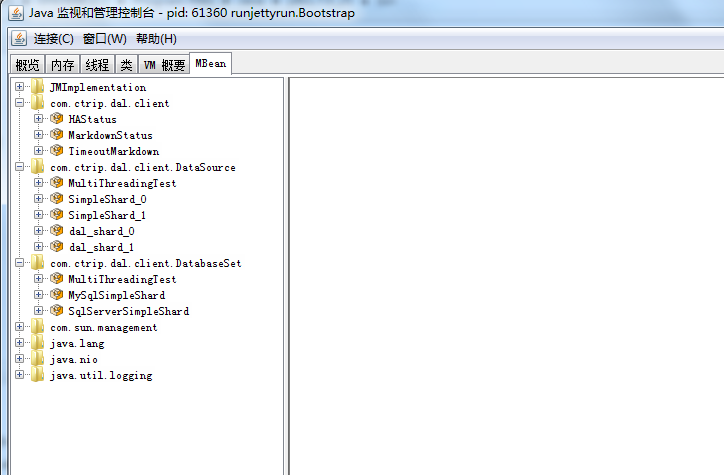 Java 监视和管理控制台 - pid: 61360 runjettyrun.Bootstrap
连接(C) 窗口(W) 帮助(H)
概览 内存 线程 类 VM 概要 MBean
JMImplementation
com.ctrip.dal.client
HAStatus
MarkdownStatus
TimeoutMarkdown
com.ctrip.dal.client.DataSource
MultiThreadingTest
SimpleShard_0
SimpleShard_1
dal_shard_0
dal_shard_1
com.ctrip.dal.client.DatabaseSet
MultiThreadingTest
MySqlSimpleShard
SqlServerSimpleShard
com.sun.management
java.lang
java.nio
java.util.logging